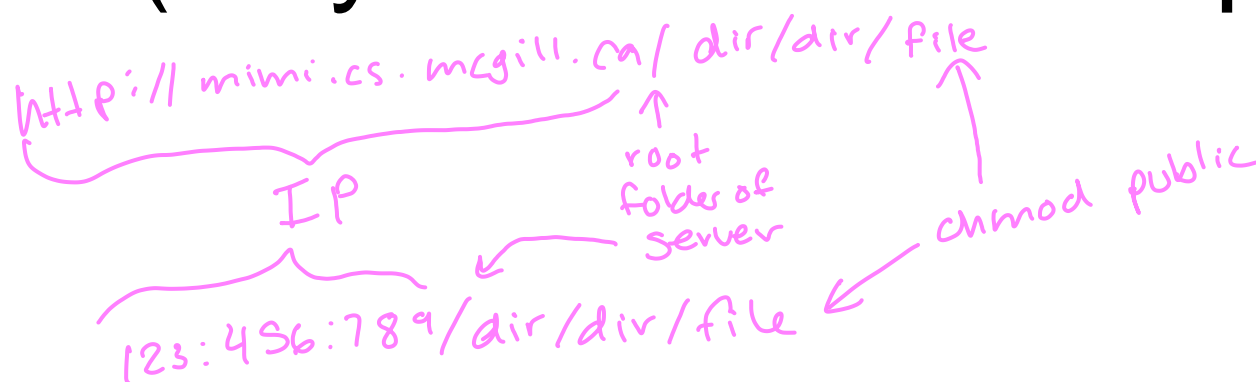 http://mimi.cs.mcgill.ca/dir/dir/file
root
folder of
server
IP
chmod public
123:456:789/dir/dir/file